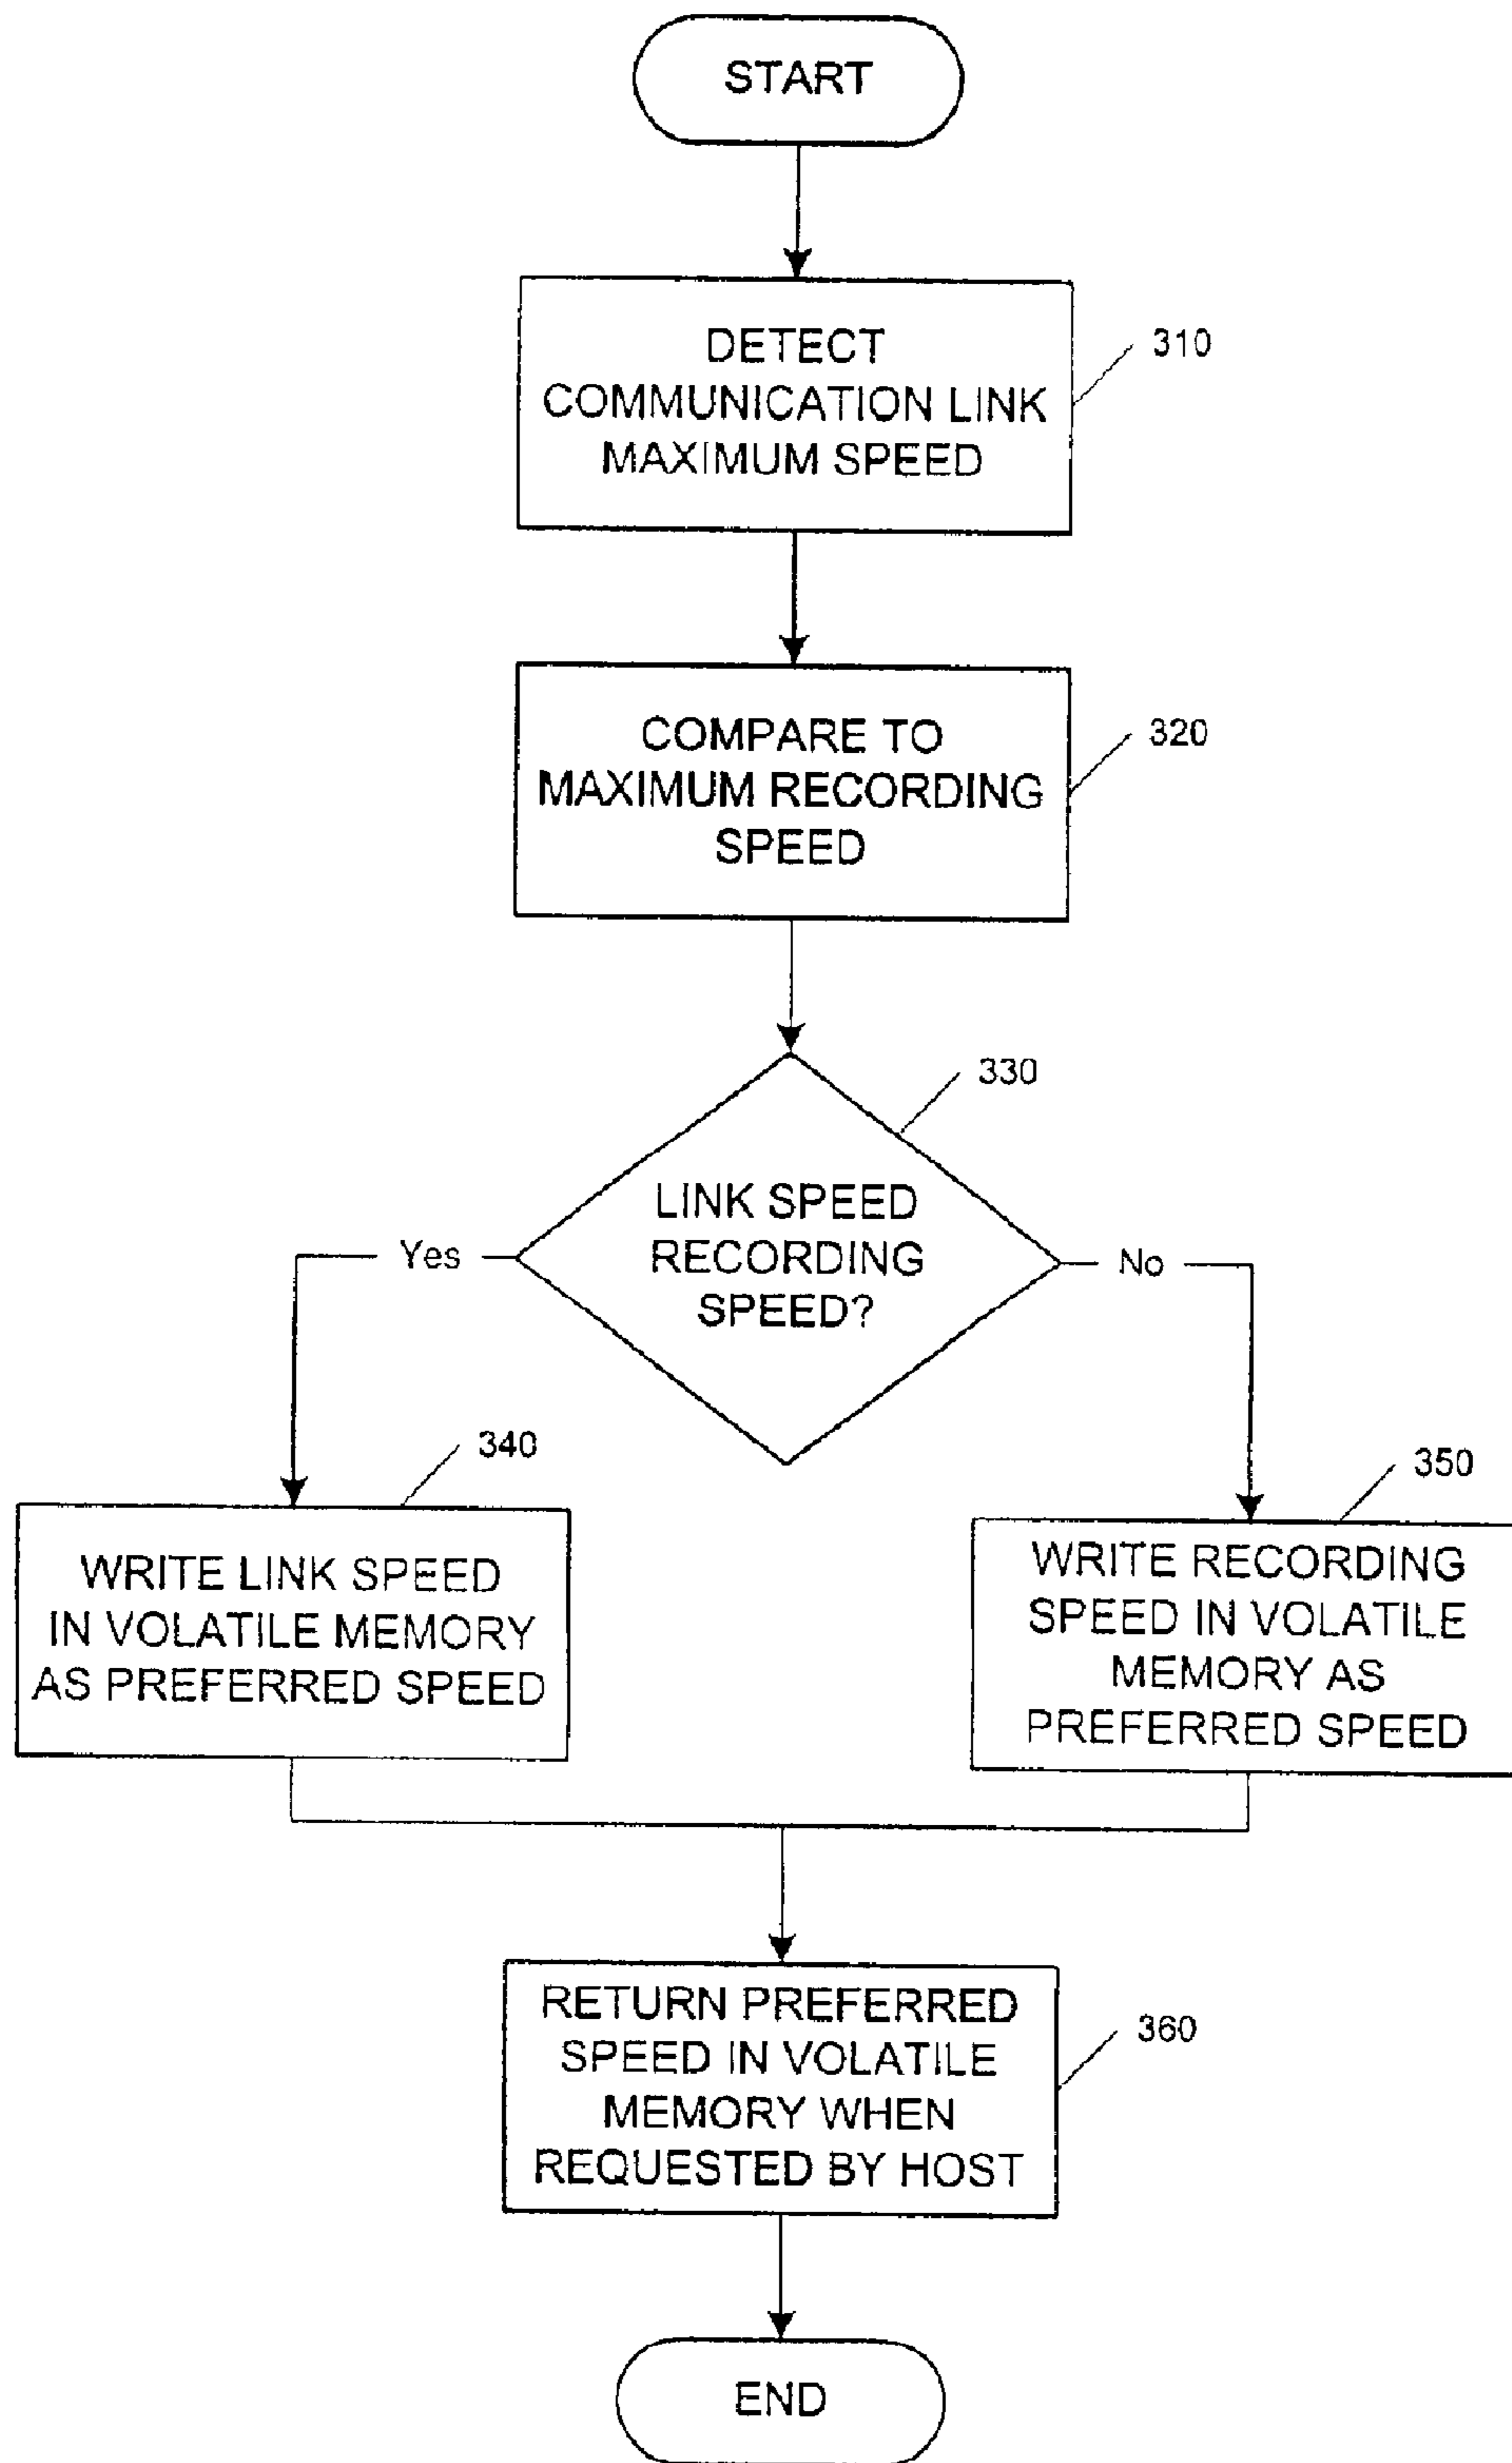 START
DETECT
COMMUNICATION LINK
MAXIMUM SPEED
310
COMPARE TO
MAXIMUM RECORDING
SPEED
320
330
LINK SPEED
RECORDING
SPEED?
Yes
No
340
WRITE LINK SPEED
IN VOLATILE MEMORY
AS PREFERRED SPEED
350
WRITE RECORDING
SPEED IN VOLATILE
MEMORY AS
PREFERRED SPEED
RETURN PREFERRED
SPEED IN VOLATILE
MEMORY WHEN
REQUESTED BY HOST
360
END